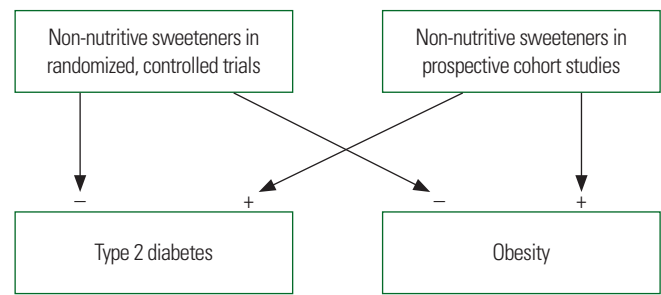 Non-nutritive sweeteners in
randomized, controlled trials
Non-nutritive sweeteners in
prospective cohort studies
– + – +
Type 2 diabetes
Obesity